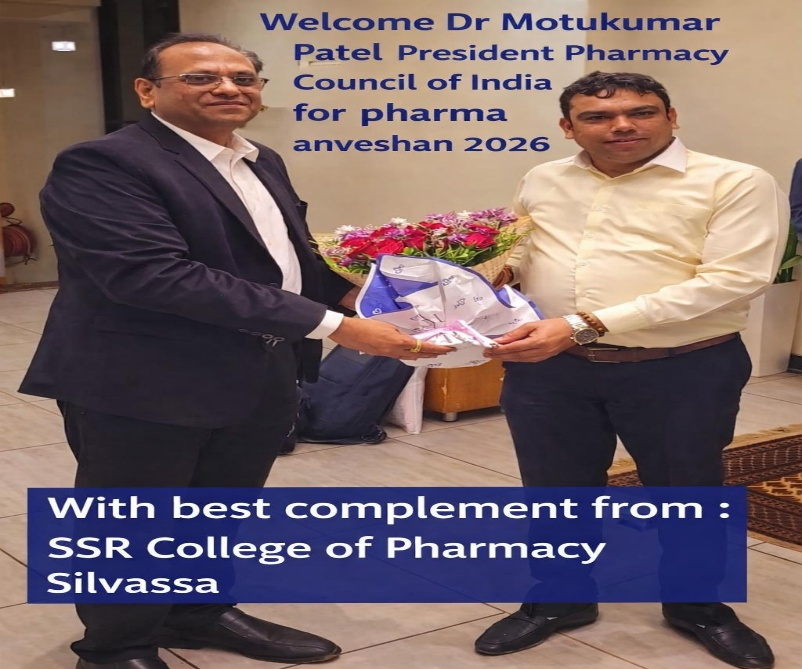 Welcome Dr Motukumar
Patel President Pharmacy
Council of India
for pharma
anveshan 2026
With best complement from :
SSR College of Pharmacy
Silvassa